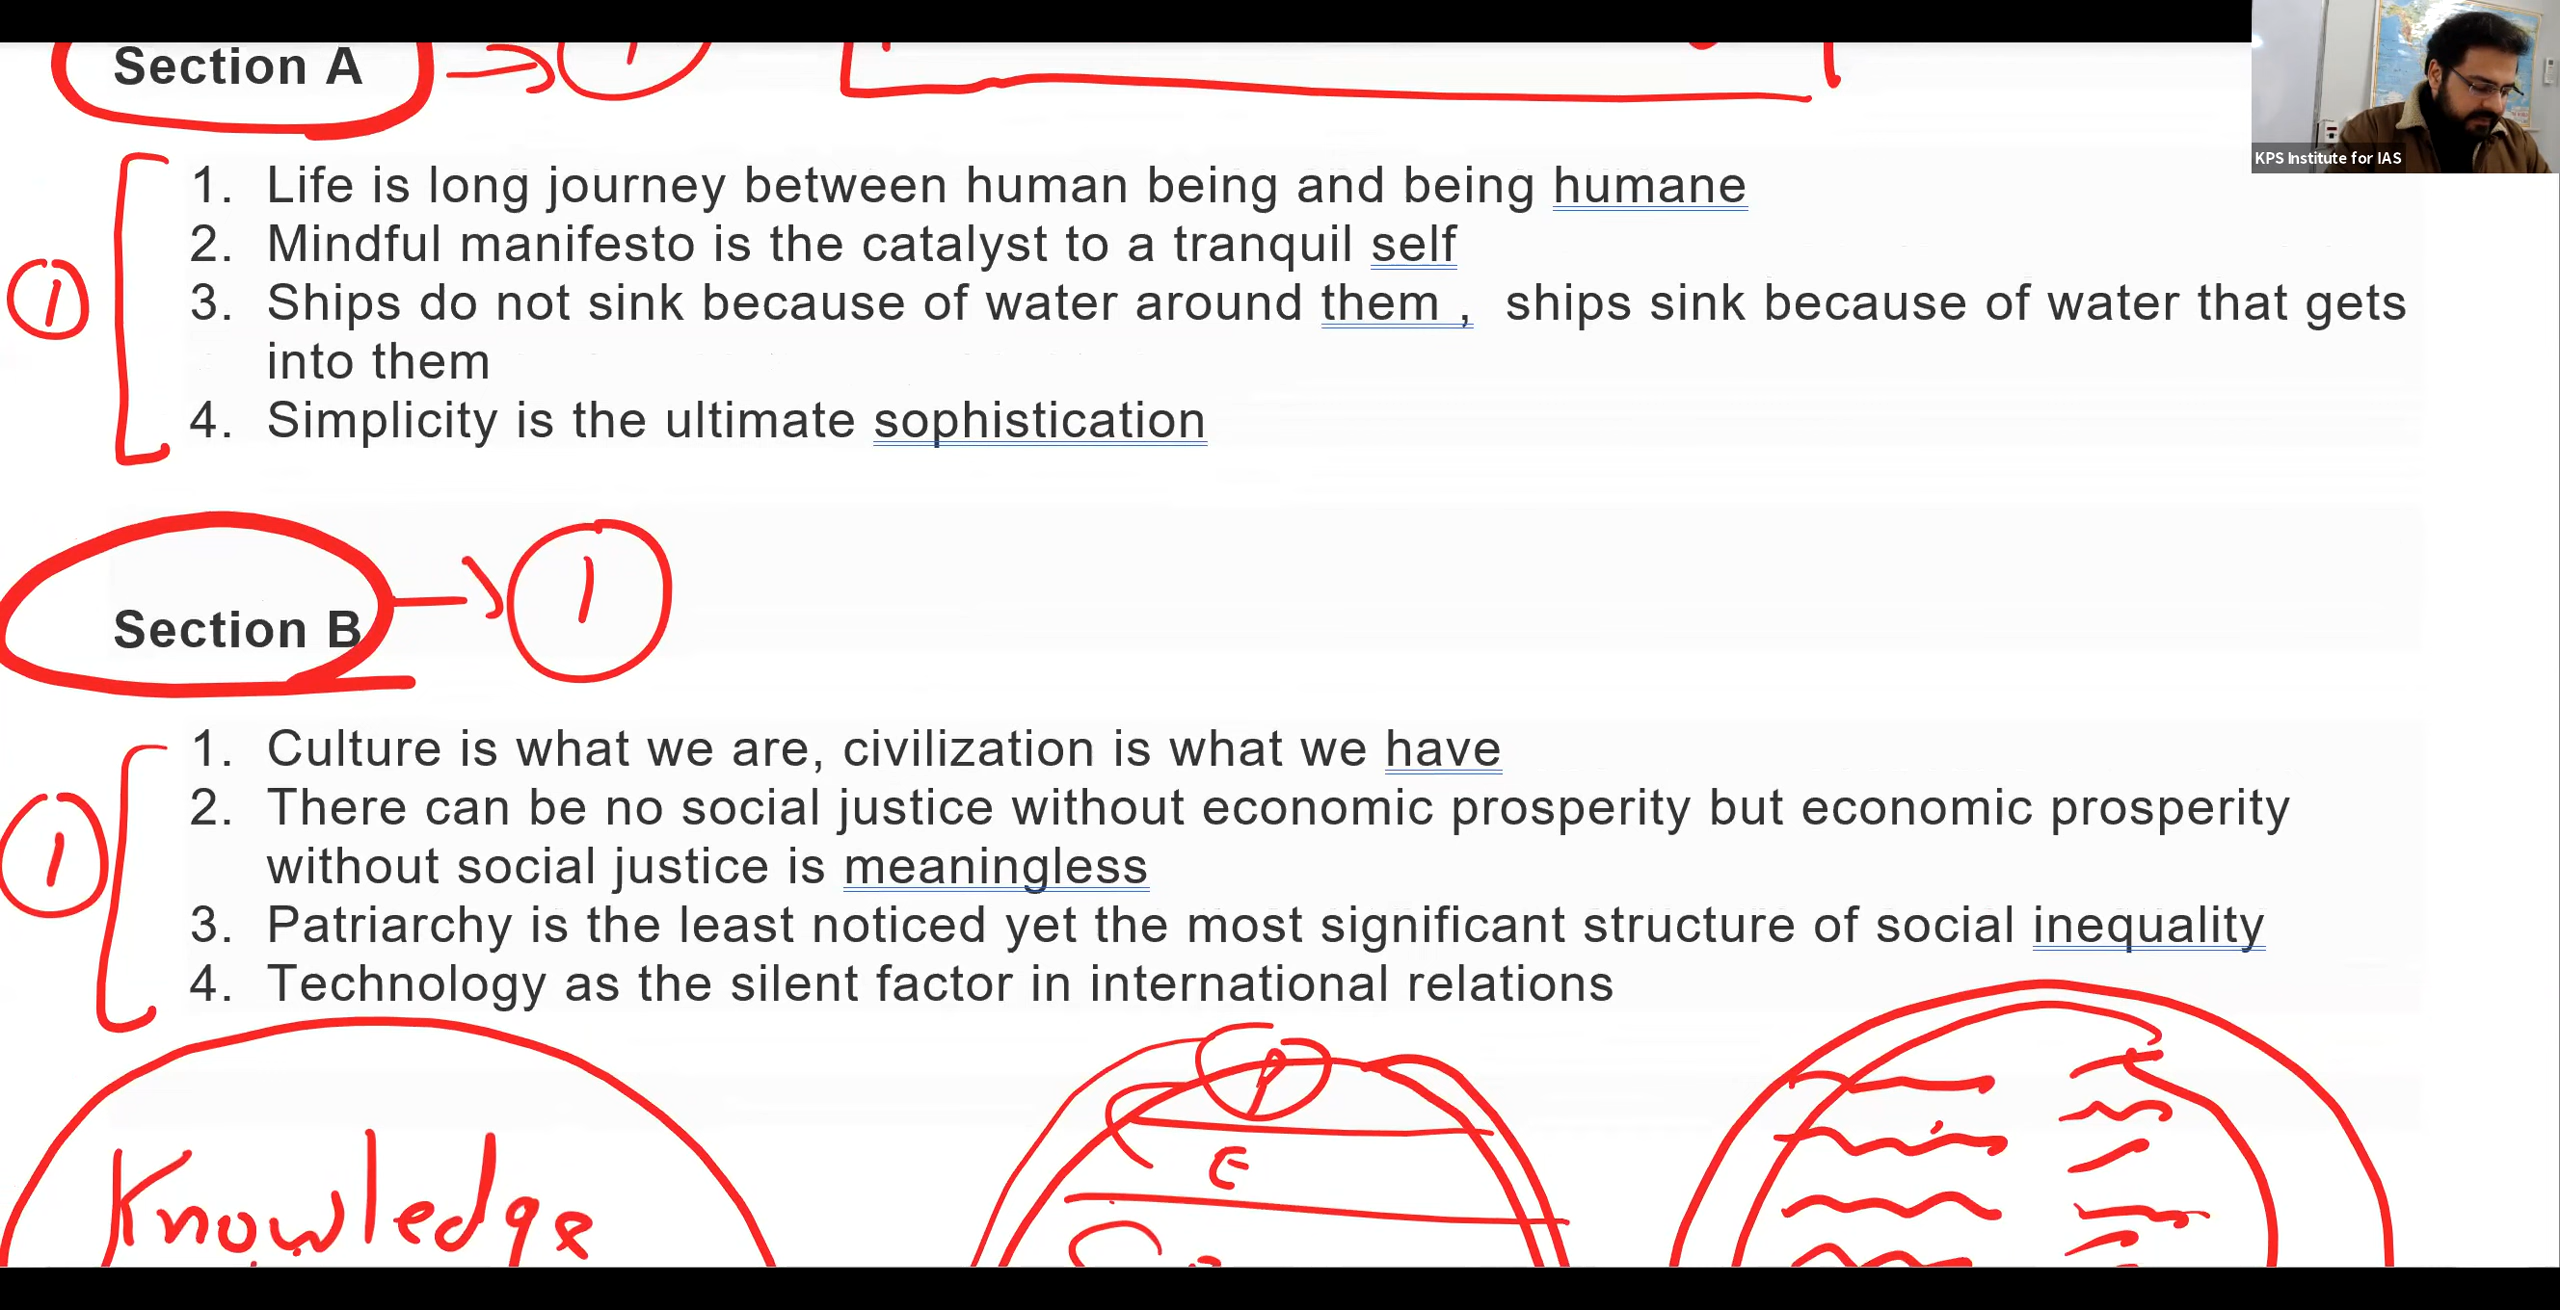 Section A → 1
KPS Institute for IAS
1. Life is long journey between human being and being humane
2. Mindful manifesto is the catalyst to a tranquil self
1
3. Ships do not sink because of water around them , ships sink because of water that gets
into them
4. Simplicity is the ultimate sophistication
Section B → 1
1. Culture is what we are, civilization is what we have
2. There can be no social justice without economic prosperity but economic prosperity
1
without social justice is meaningless
3. Patriarchy is the least noticed yet the most significant structure of social inequality
4. Technology as the silent factor in international relations
P
E
Knowledge